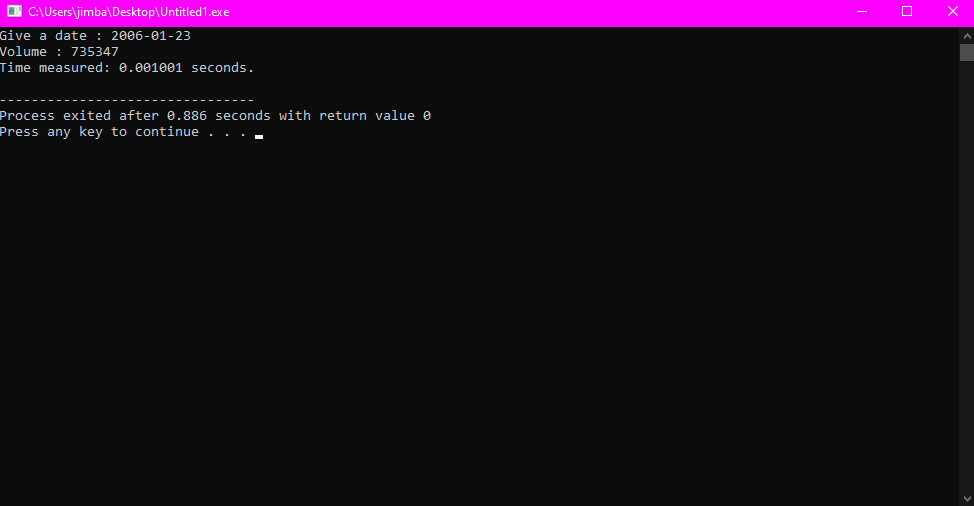 C:\Users\jimba\Desktop\Untitled1.exe
Give a date : 2006-01-23
Volume : 735347
Time measured: 0.001001 seconds.
--------------------------------
Process exited after 0.886 seconds with return value 0
Press any key to continue . . .